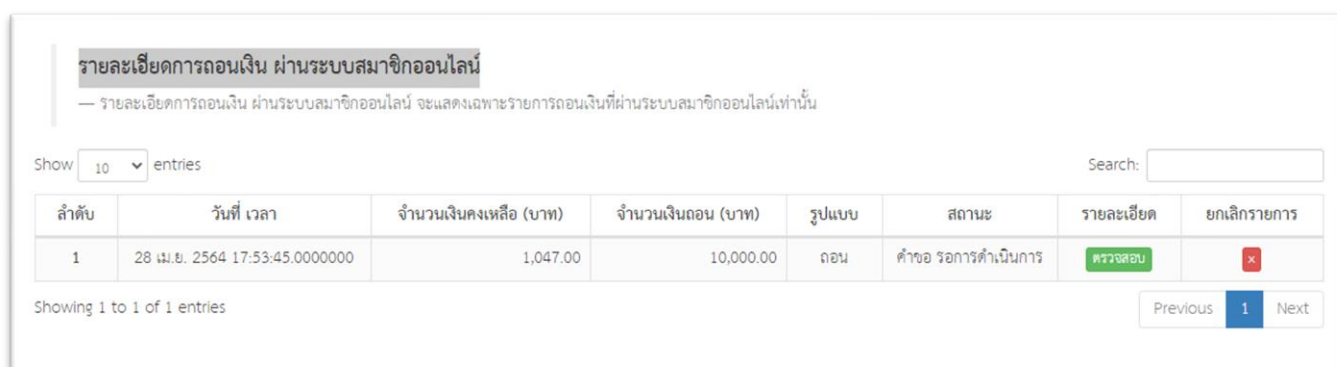 รายละเอียดการถอนเงิน ผ่านระบบสมาชิกออนไลน์
— รายละเอียดการถอนเงิน ผ่านระบบสมาชิกออนไลน์ จะแสดงเฉพาะรายการถอนเงินที่ผ่านระบบสมาชิกออนไลน์เท่านั้น
Show 10 entries Search:
ลำดับ วันที่ เวลา จำนวนเงินคงเหลือ (บาท) จำนวนเงินถอน (บาท) รูปแบบ สถานะ รายละเอียด ยกเลิกรายการ
1 28 เม.ย. 2564 17:53:45.0000000 1,047.00 10,000.00 ถอน คำขอ รอการดำเนินการ ตรวจสอบ x
Showing 1 to 1 of 1 entries Previous 1 Next